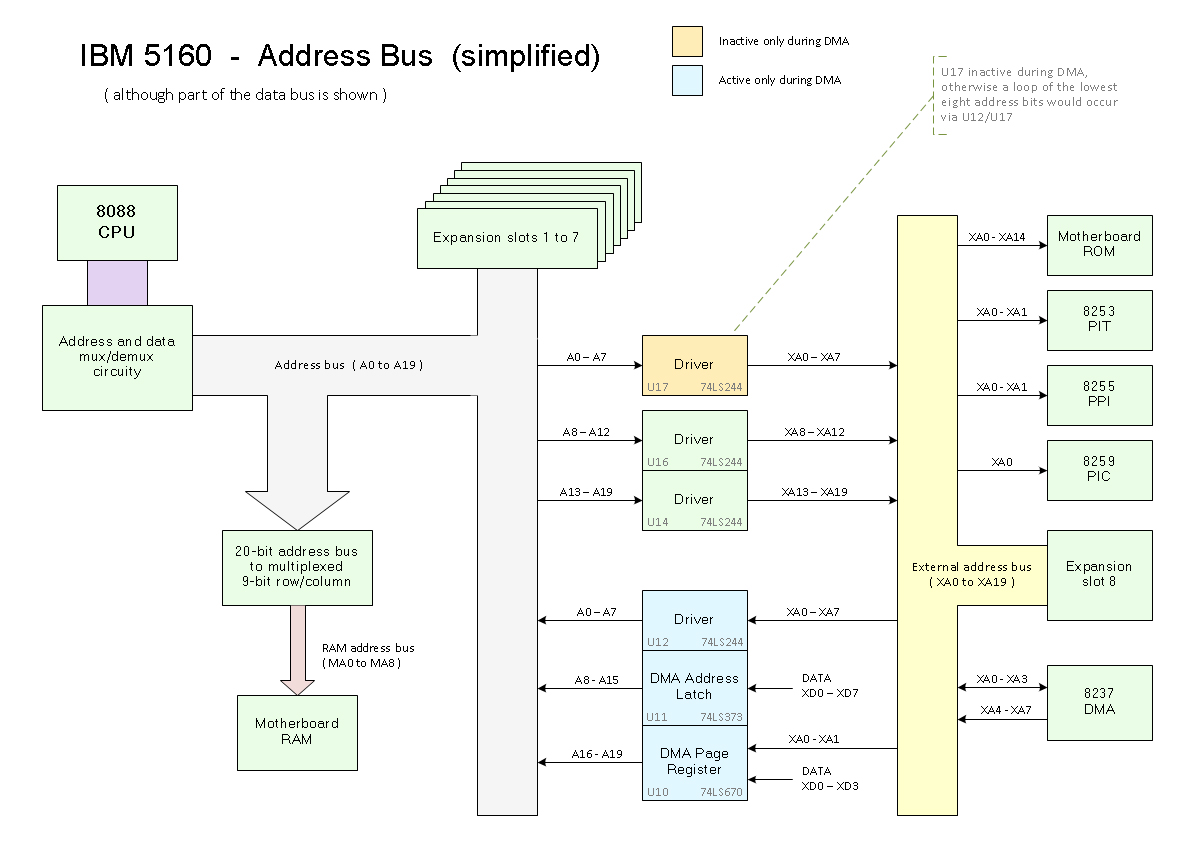 IBM 5160 - Address Bus (simplified)
( although part of the data bus is shown )
Inactive only during DMA
Active only during DMA
U17 inactive during DMA,
otherwise a loop of the lowest
eight address bits would occur
via U12/U17
8088
CPU
Address and data
mux/demux
circuity
Address bus ( A0 to A19 )
Expansion slots 1 to 7
20-bit address bus
to multiplexed
9-bit row/column
RAM address bus
( MA0 to MA8 )
Motherboard
RAM
A0 – A7
Driver
U17 74LS244
XA0 – XA7
A8 – A12
Driver
U16 74LS244
XA8 – XA12
A13 – A19
Driver
U14 74LS244
XA13 – XA19
A0 – A7
Driver
U12 74LS244
XA0 – XA7
A8 - A15
DMA Address
Latch
U11 74LS373
DATA
XD0 – XD7
A16 - A19
DMA Page
Register
U10 74LS670
XA0 - XA1
DATA
XD0 – XD3
External address bus
( XA0 to XA19 )
XA0 - XA14
Motherboard
ROM
XA0 - XA1
8253
PIT
XA0 - XA1
8255
PPI
XA0
8259
PIC
Expansion
slot 8
XA0 - XA3
XA4 - XA7
8237
DMA